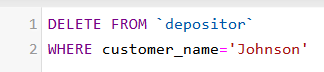 1 DELETE FROM `depositor`
2 WHERE customer_name='Johnson'